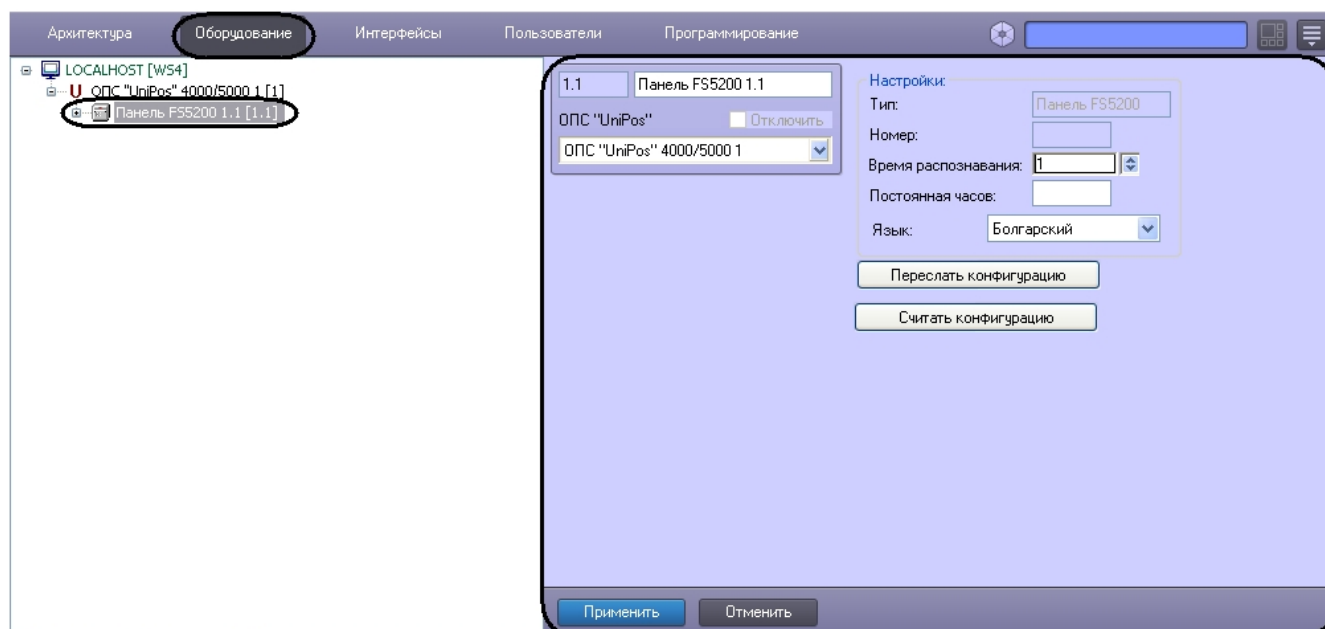 Архитектура Оборудование Интерфейсы Пользователи Программирование
LOCALHOST [WS4]
ОПС "UniPos" 4000/5000 1 [1]
Панель FS5200 1.1 [1.1]
1.1 Панель FS5200 1.1
ОПС "UniPos" Отключить
ОПС "UniPos" 4000/5000 1
Настройки:
Тип: Панель FS5200
Номер:
Время распознавания: 1
Постоянная часов:
Язык: Болгарский
Переслать конфигурацию
Считать конфигурацию
Применить Отменить